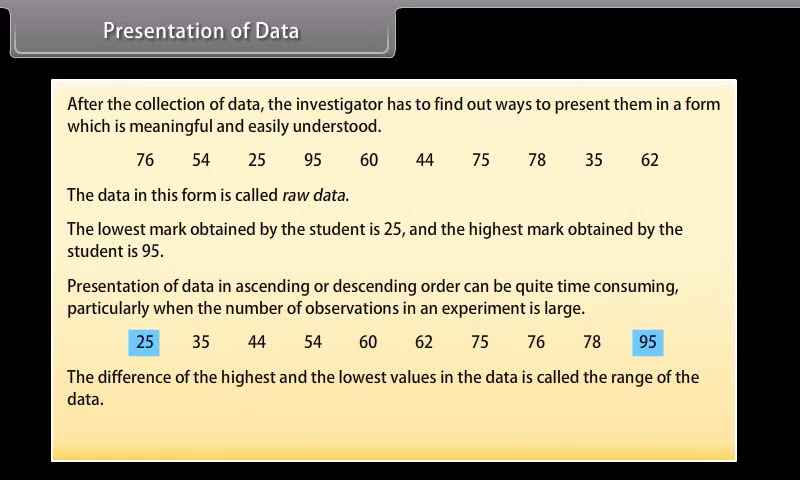 Presentation of Data
After the collection of data, the investigator has to find out ways to present them in a form
which is meaningful and easily understood.
76 54 25 95 60 44 75 78 35 62
The data in this form is called raw data.
The lowest mark obtained by the student is 25, and the highest mark obtained by the
student is 95.
Presentation of data in ascending or descending order can be quite time consuming,
particularly when the number of observations in an experiment is large.
25 35 44 54 60 62 75 76 78 95
The difference of the highest and the lowest values in the data is called the range of the
data.